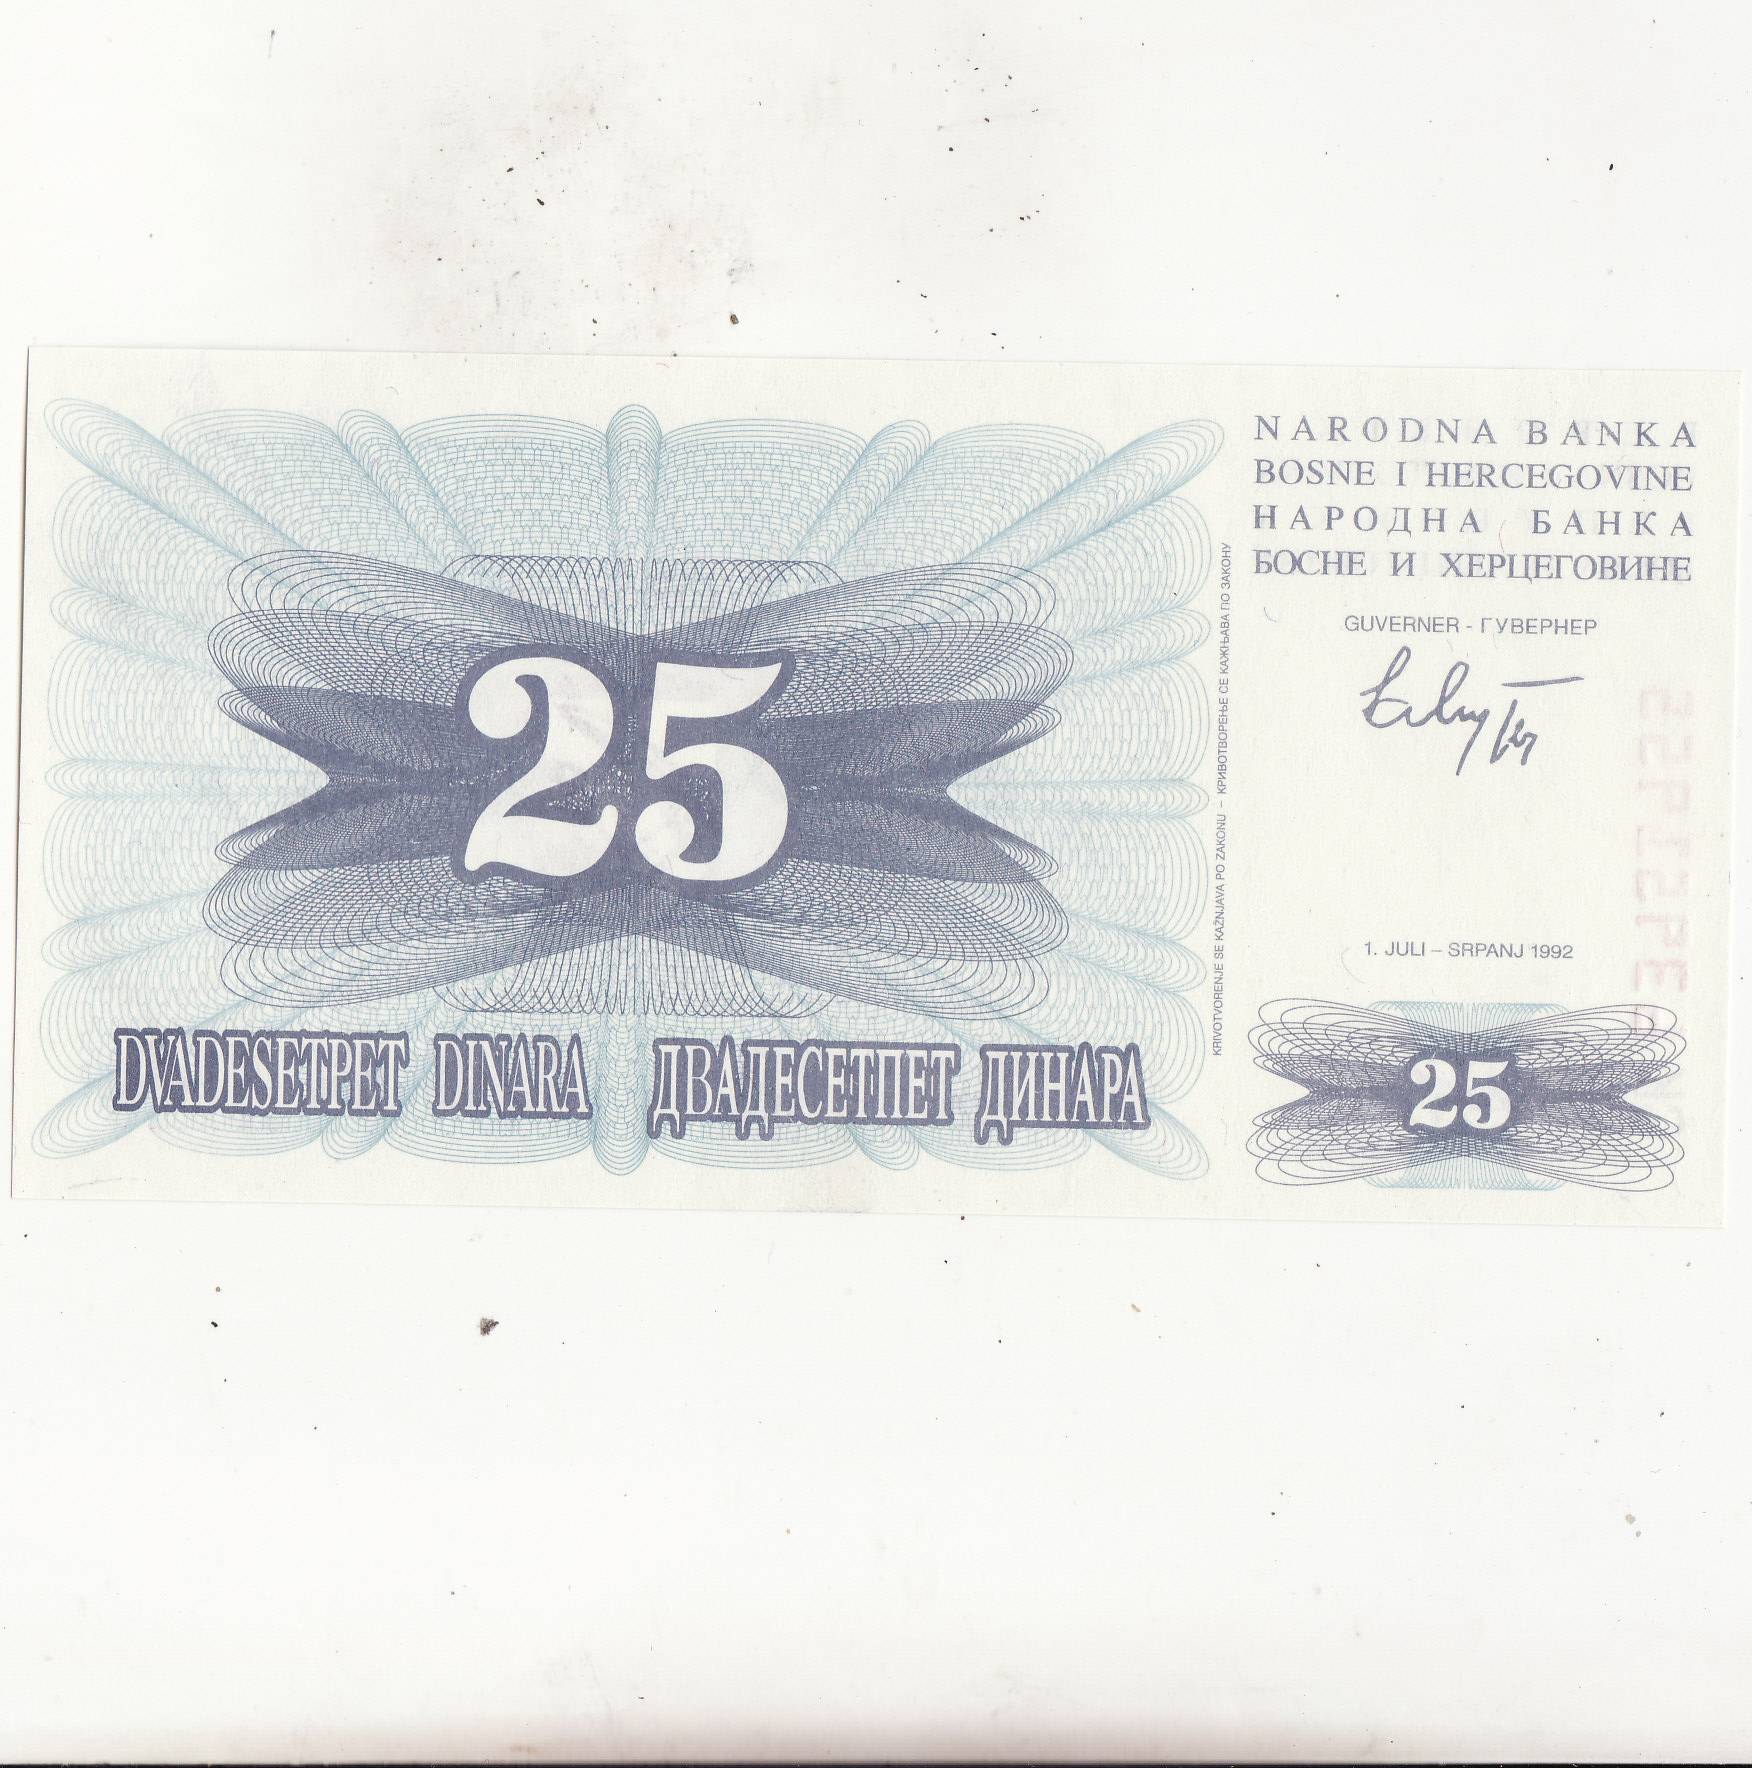 NARODNA BANKA
BOSNE I HERCEGOVINE
НАРОДНА БАНКА
БОСНЕ И ХЕРЦЕГОВИНЕ
GUVERNER - ГУВЕРНЕР
25
KRIVOTVORENJE SE KAŽNJAVA PO ZAKONU – КРИВОТВОРЕЊЕ СЕ КАЖЊАВА ПО ЗАКОНУ
1. JULI – SRPANJ 1992
DVADESETPET DINARA ДВАДЕСЕТПЕТ ДИНАРА
25